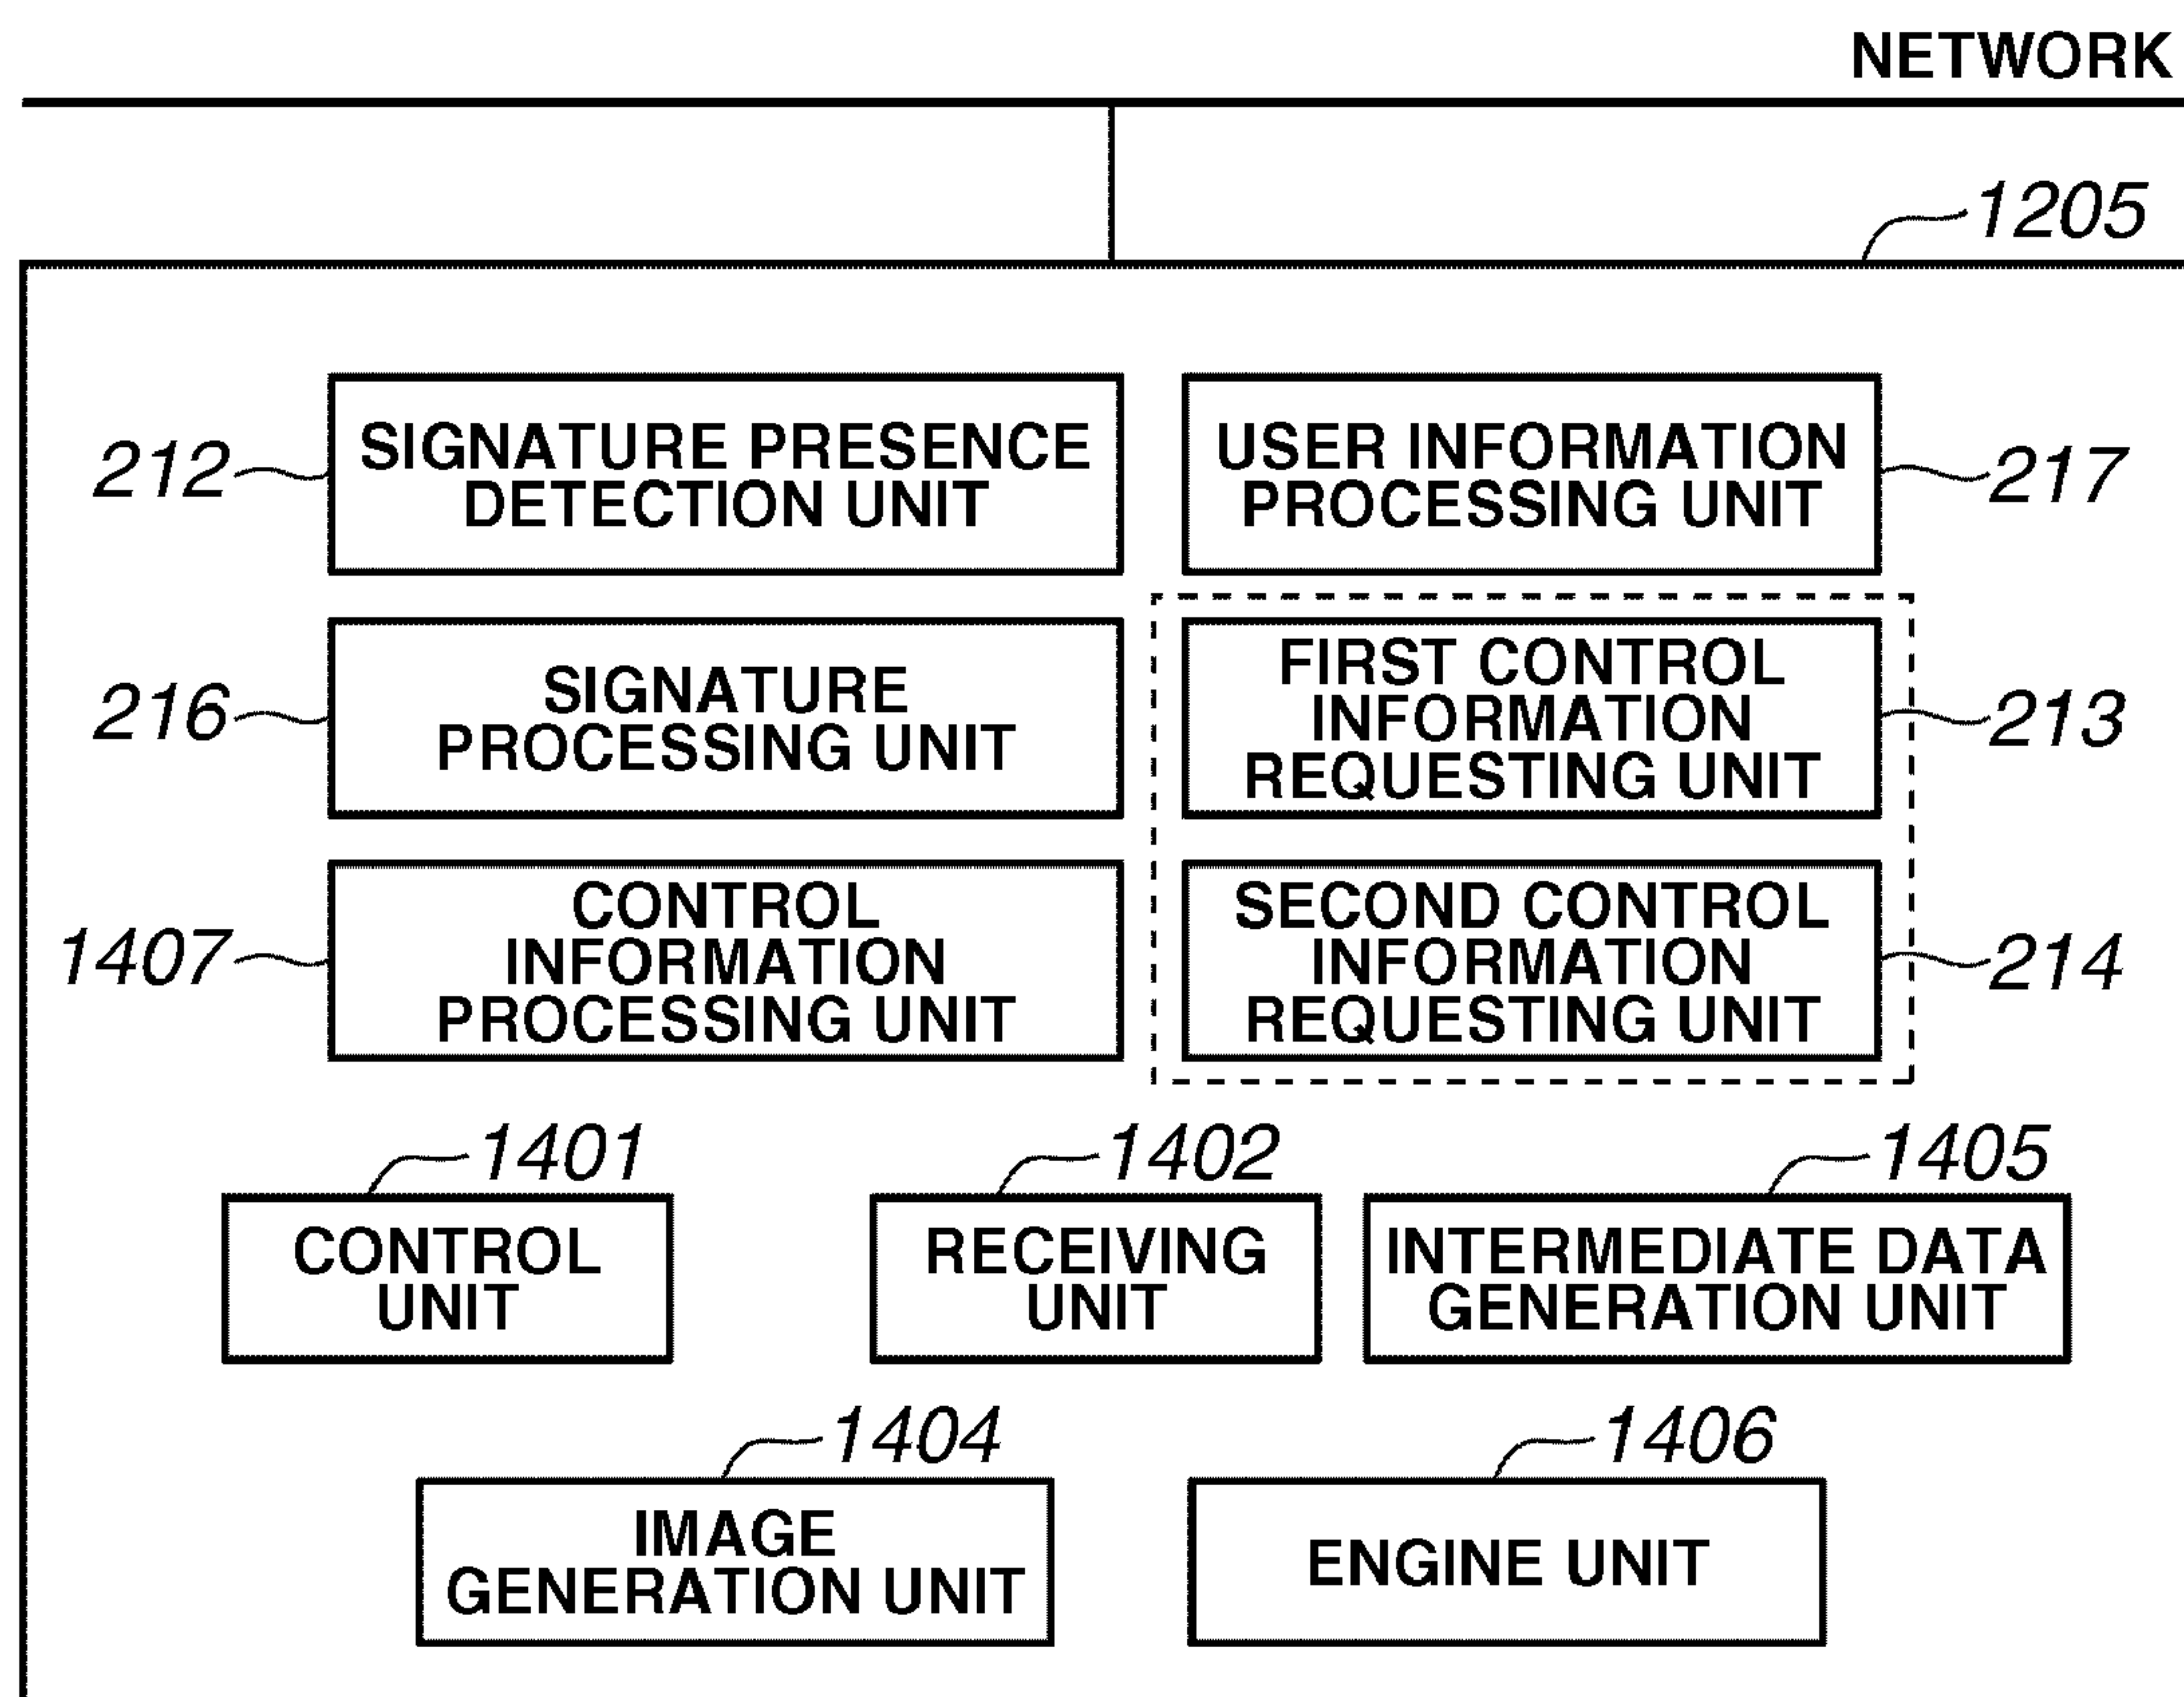 NETWORK
1205
SIGNATURE PRESENCE
DETECTION UNIT
212
USER INFORMATION
PROCESSING UNIT
217
SIGNATURE
PROCESSING UNIT
216
FIRST CONTROL
INFORMATION
REQUESTING UNIT
213
CONTROL
INFORMATION
PROCESSING UNIT
1407
SECOND CONTROL
INFORMATION
REQUESTING UNIT
214
1401
CONTROL
UNIT
1402
RECEIVING
UNIT
1405
INTERMEDIATE DATA
GENERATION UNIT
1404
IMAGE
GENERATION UNIT
1406
ENGINE UNIT